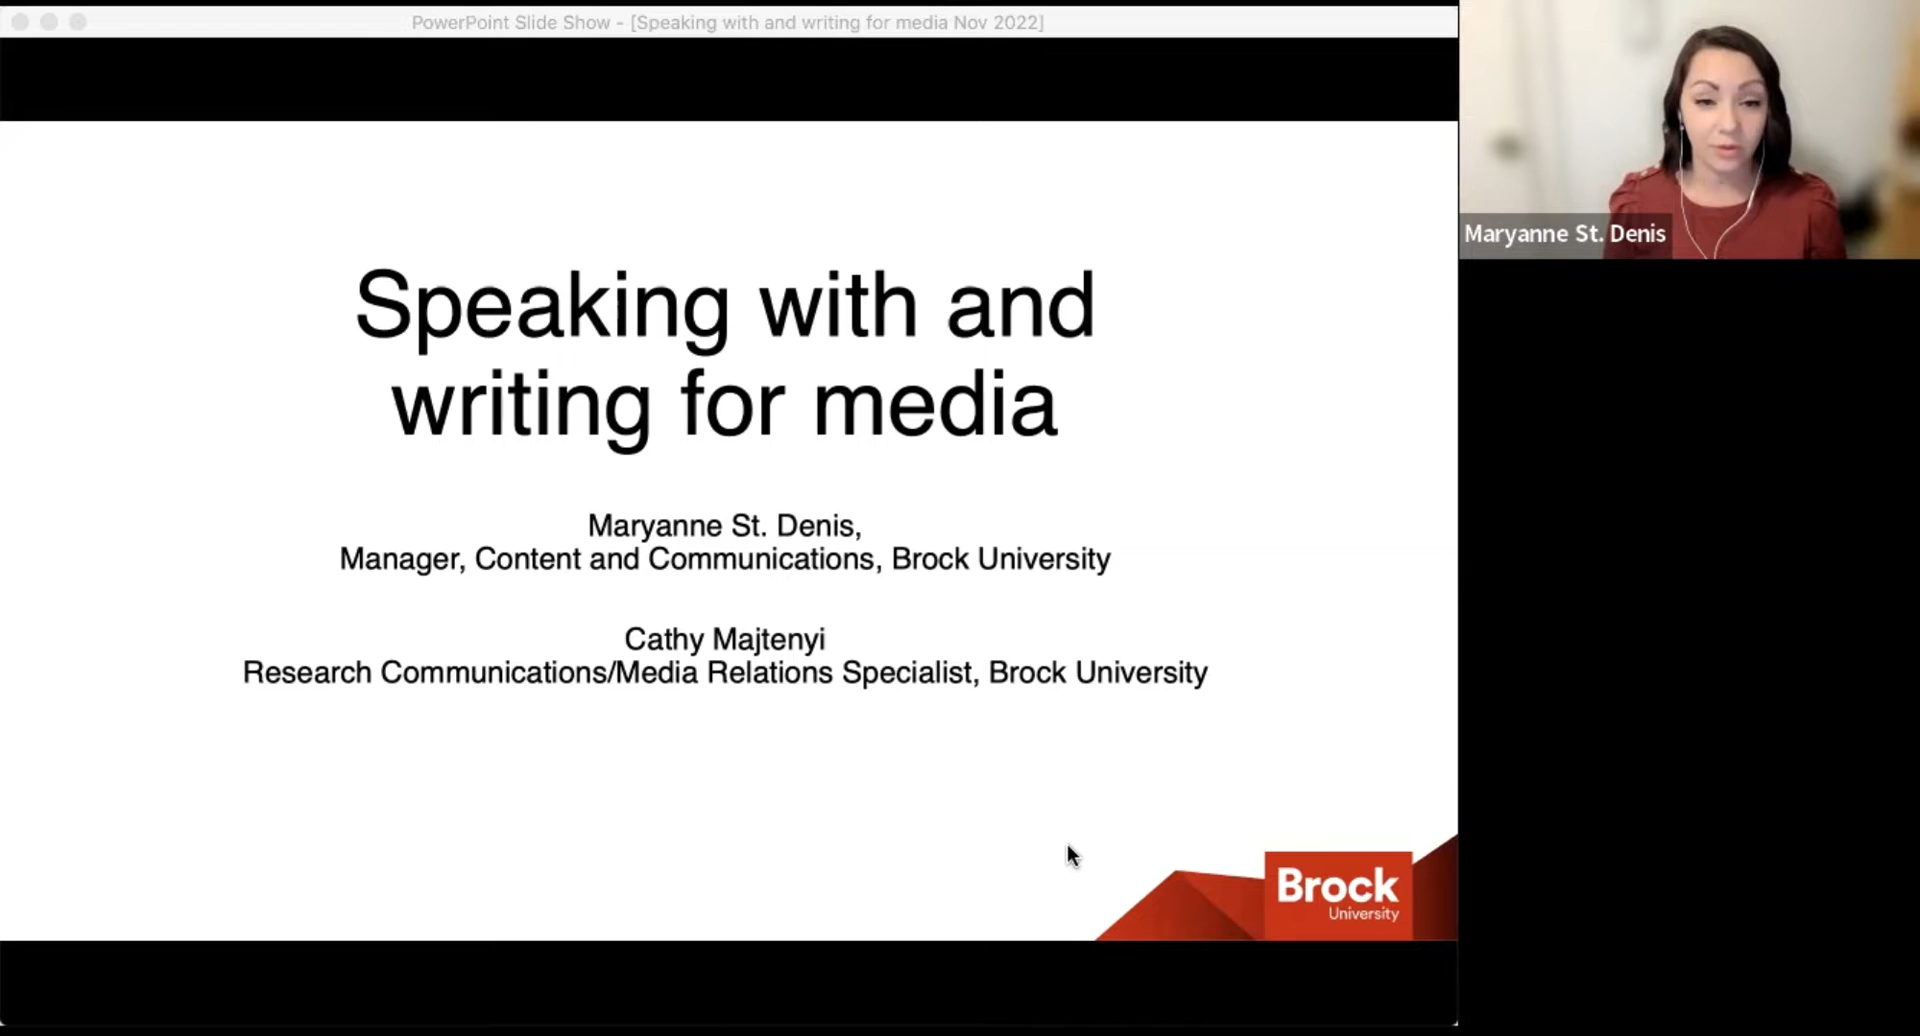 PowerPoint Slide Show - [Speaking with and writing for media Nov 2022]
Speaking with and
writing for media
Maryanne St. Denis,
Manager, Content and Communications, Brock University
Cathy Majtenyi
Research Communications/Media Relations Specialist, Brock University
Brock
University
Maryanne St. Denis